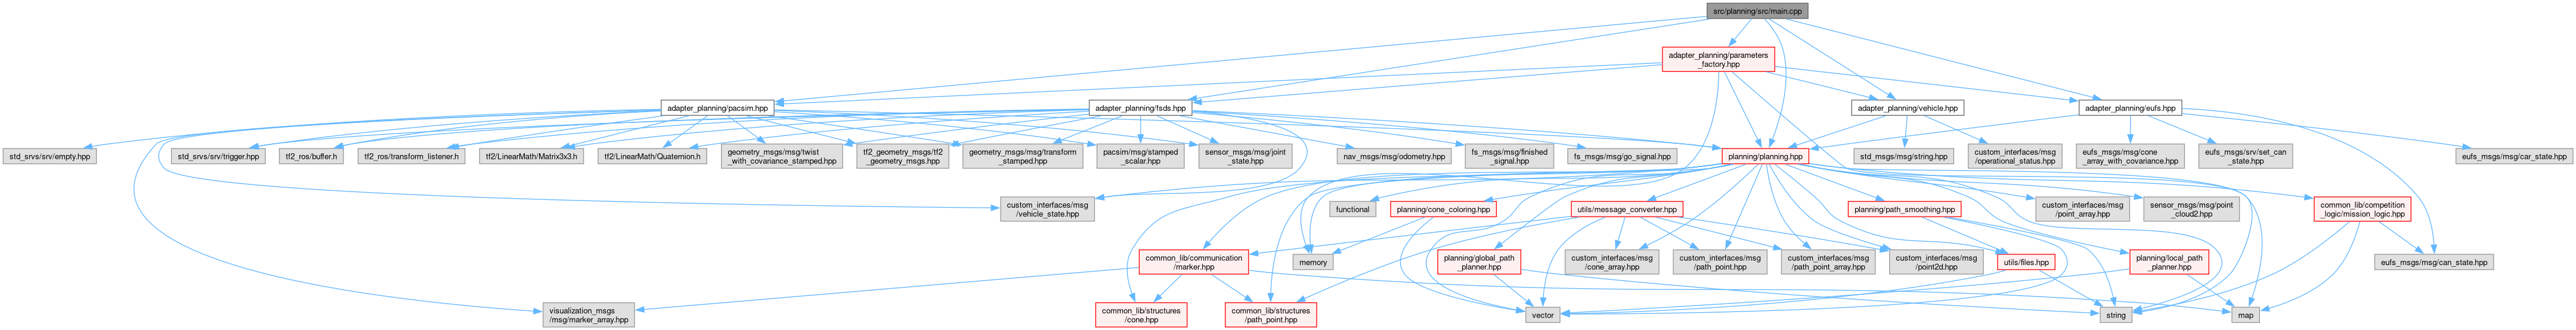 src/planning/src/main.cpp
adapter_planning/parameters
_factory.hpp
adapter_planning/pacsim.hpp
adapter_planning/fsds.hpp
adapter_planning/vehicle.hpp
adapter_planning/eufs.hpp
std_srvs/srv/empty.hpp
std_srvs/srv/trigger.hpp
tf2_ros/buffer.h
tf2_ros/transform_listener.h
tf2/LinearMath/Matrix3x3.h
tf2/LinearMath/Quaternion.h
geometry_msgs/msg/twist
_with_covariance_stamped.hpp
tf2_geometry_msgs/tf2
_geometry_msgs.hpp
geometry_msgs/msg/transform
_stamped.hpp
pacsim/msg/stamped
_scalar.hpp
sensor_msgs/msg/joint
_state.hpp
nav_msgs/msg/odometry.hpp
fs_msgs/msg/finished
_signal.hpp
fs_msgs/msg/go_signal.hpp
planning/planning.hpp
std_msgs/msg/string.hpp
custom_interfaces/msg
/operational_status.hpp
eufs_msgs/msg/cone
_array_with_covariance.hpp
eufs_msgs/srv/set_can
_state.hpp
eufs_msgs/msg/car_state.hpp
custom_interfaces/msg
/vehicle_state.hpp
functional
planning/cone_coloring.hpp
utils/message_converter.hpp
planning/path_smoothing.hpp
custom_interfaces/msg
/point_array.hpp
sensor_msgs/msg/point
_cloud2.hpp
common_lib/competition
_logic/mission_logic.hpp
common_lib/communication
/marker.hpp
memory
planning/global_path
_planner.hpp
custom_interfaces/msg
/cone_array.hpp
custom_interfaces/msg
/path_point.hpp
custom_interfaces/msg
/path_point_array.hpp
custom_interfaces/msg
/point2d.hpp
utils/files.hpp
planning/local_path
_planner.hpp
eufs_msgs/msg/can_state.hpp
visualization_msgs
/msg/marker_array.hpp
common_lib/structures
/cone.hpp
common_lib/structures
/path_point.hpp
vector
string
map